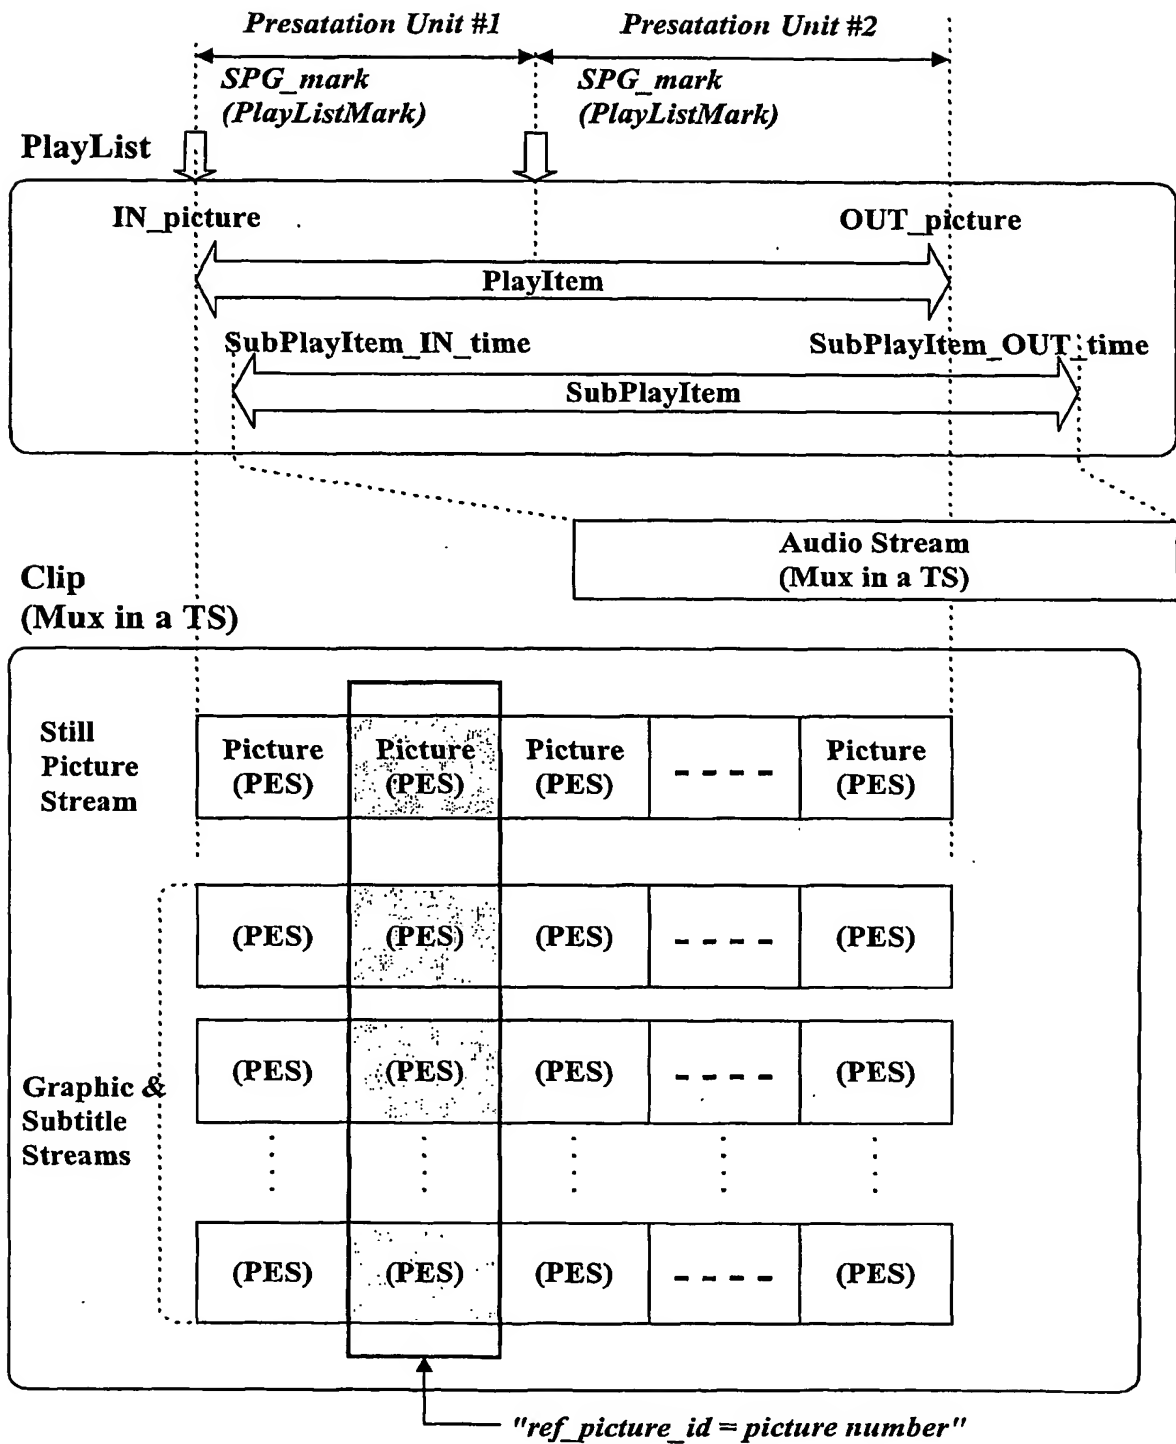 Presatation Unit #1
Presatation Unit #2
SPG_mark
(PlayListMark)
SPG_mark
(PlayListMark)
PlayList
IN_picture
OUT_picture
PlayItem
SubPlayItem_IN_time
SubPlayItem_OUT_time
SubPlayItem
Audio Stream
(Mux in a TS)
Clip
(Mux in a TS)
Still
Picture
Stream
Picture
(PES)
Picture
(PES)
Picture
(PES)
- - - -
Picture
(PES)
(PES)
(PES)
(PES)
- - - -
(PES)
(PES)
(PES)
(PES)
- - - -
(PES)
Graphic &
Subtitle
Streams
(PES)
(PES)
(PES)
- - - -
(PES)
"ref_picture_id = picture number"